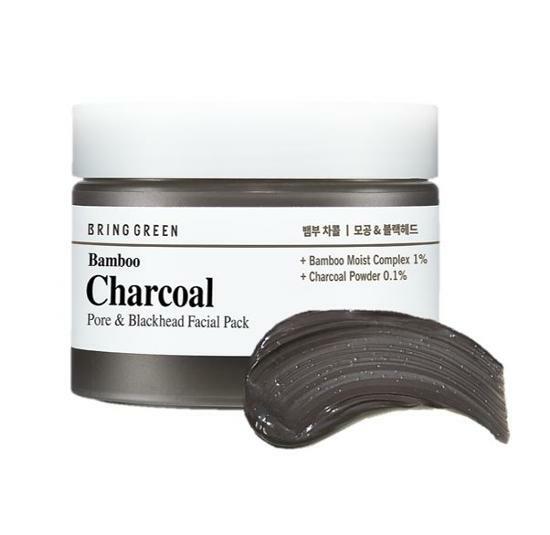 BRING GREEN
뱀부 차콜 | 모공 & 블랙헤드
Bamboo
Charcoal
Pore & Blackhead Facial Pack
+ Bamboo Moist Complex 1%
+ Charcoal Powder 0.1%